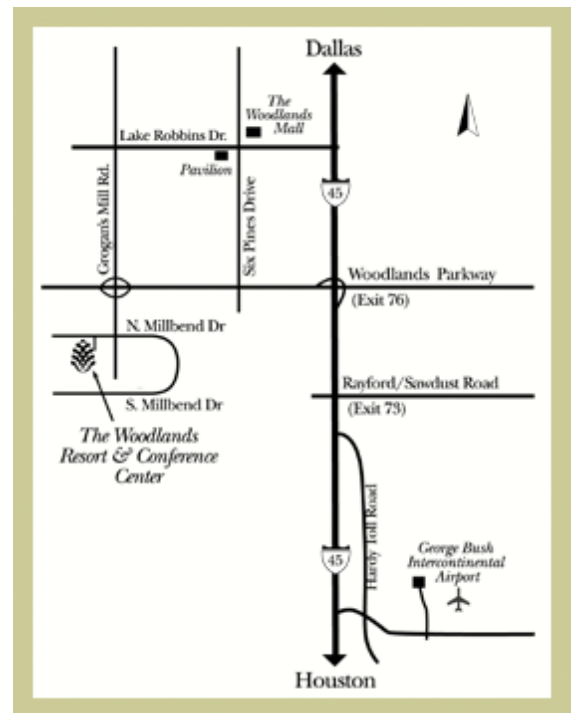 Dallas
The
Woodlands
Mall
Lake Robbins Dr.
Pavilion
Grogan's Mill Rd.
Six Pines Drive
45
Woodlands Parkway
(Exit 76)
N. Millbend Dr
Rayford/Sawdust Road
(Exit 73)
S. Millbend Dr
The Woodlands
Resort & Conference
Center
Hardy Toll Road
45
George Bush
Intercontinental
Airport
Houston